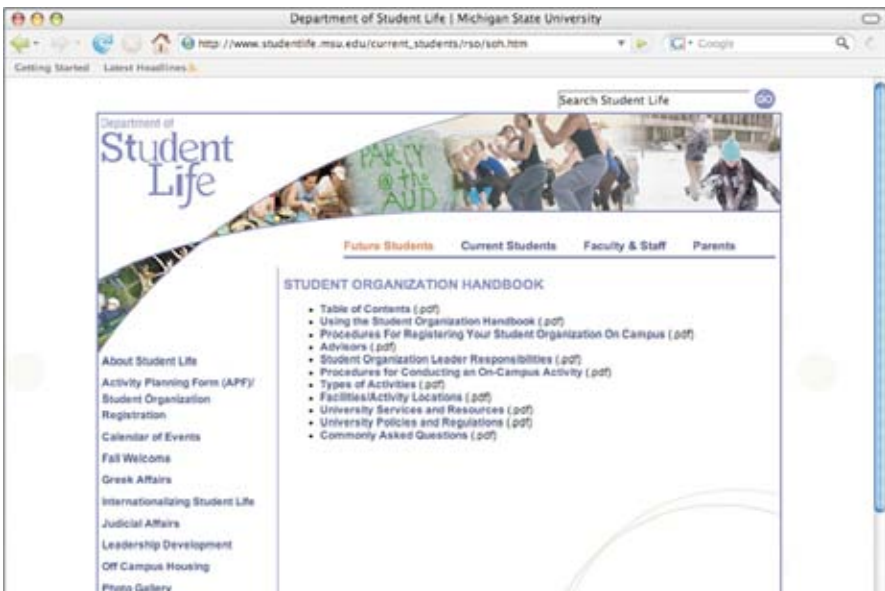 Department of Student Life | Michigan State University
http://www.studentlife.msu.edu/current_students/rso/soh.htm
Google
Getting Started Latest Headlines
Search Student Life
GO
Department of
Student
Life
PARTY
@ the
AUD
Future Students Current Students Faculty & Staff Parents
STUDENT ORGANIZATION HANDBOOK
• Table of Contents (.pdf)
• Using the Student Organization Handbook (.pdf)
• Procedures For Registering Your Student Organization On Campus (.pdf)
• Advisors (.pdf)
• Student Organization Leader Responsibilities (.pdf)
• Procedures for Conducting an On-Campus Activity (.pdf)
• Types of Activities (.pdf)
• Facilities/Activity Locations (.pdf)
• University Services and Resources (.pdf)
• University Policies and Regulations (.pdf)
• Commonly Asked Questions (.pdf)
About Student Life
Activity Planning Form (APF)/
Student Organization
Registration
Calendar of Events
Fall Welcome
Greek Affairs
Internationalizing Student Life
Judicial Affairs
Leadership Development
Off Campus Housing
Photo Gallery